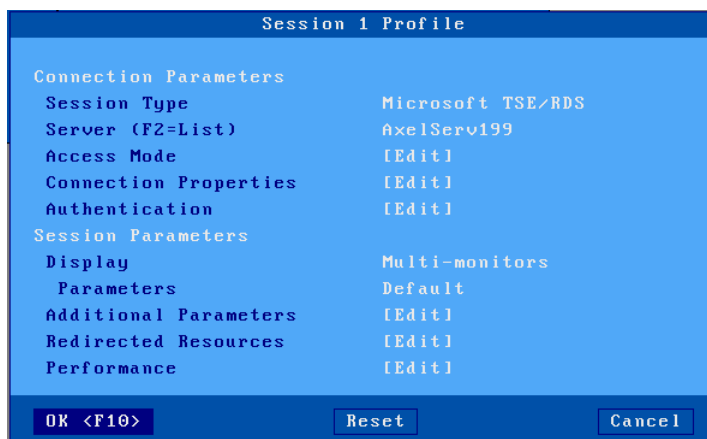 Session 1 Profile
Connection Parameters
Session Type Microsoft TSE/RDS
Server (F2=List) AxelServ199
Access Mode [Edit]
Connection Properties [Edit]
Authentication [Edit]
Session Parameters
Display Multi-monitors
Parameters Default
Additional Parameters [Edit]
Redirected Resources [Edit]
Performance [Edit]
OK <F10> Reset Cancel